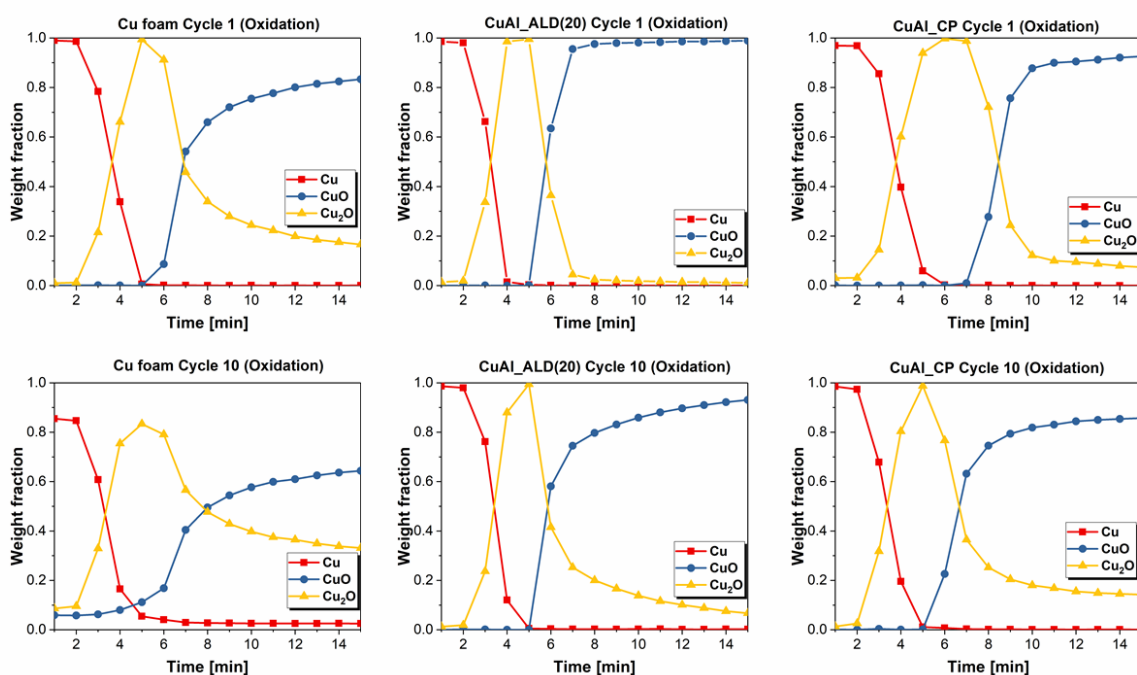 Cu foam Cycle 1 (Oxidation)
1.0
0.8
0.6
0.4
0.2
0.0
Weight fraction
Cu
CuO
Cu₂O
2 4 6 8 10 12 14
Time [min]
CuAl_ALD(20) Cycle 1 (Oxidation)
1.0
0.8
0.6
0.4
0.2
0.0
Weight fraction
Cu
CuO
Cu₂O
2 4 6 8 10 12 14
Time [min]
CuAl_CP Cycle 1 (Oxidation)
1.0
0.8
0.6
0.4
0.2
0.0
Weight fraction
Cu
CuO
Cu₂O
2 4 6 8 10 12 14
Time [min]
Cu foam Cycle 10 (Oxidation)
1.0
0.8
0.6
0.4
0.2
0.0
Weight fraction
Cu
CuO
Cu₂O
2 4 6 8 10 12 14
Time [min]
CuAl_ALD(20) Cycle 10 (Oxidation)
1.0
0.8
0.6
0.4
0.2
0.0
Weight fraction
Cu
CuO
Cu₂O
2 4 6 8 10 12 14
Time [min]
CuAl_CP Cycle 10 (Oxidation)
1.0
0.8
0.6
0.4
0.2
0.0
Weight fraction
Cu
CuO
Cu₂O
2 4 6 8 10 12 14
Time [min]